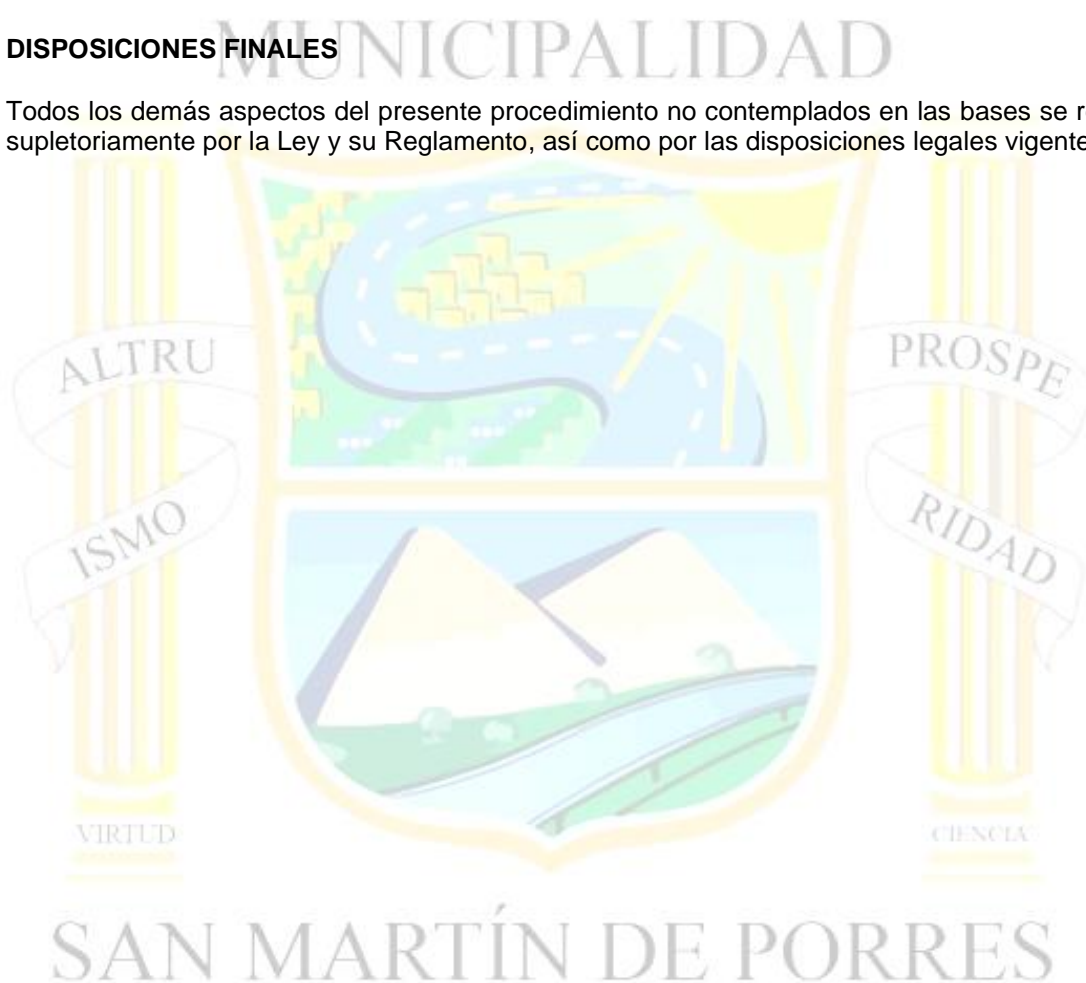 MUNICIPALIDAD
DISPOSICIONES FINALES
Todos los demás aspectos del presente procedimiento no contemplados en las bases se
supletoriamente por la Ley y su Reglamento, así como por las disposiciones legales
ALTRU
PROSPE
ISMO
RIDAD
VIRTUD
CIENCIA
SAN MARTÍN DE PORRES